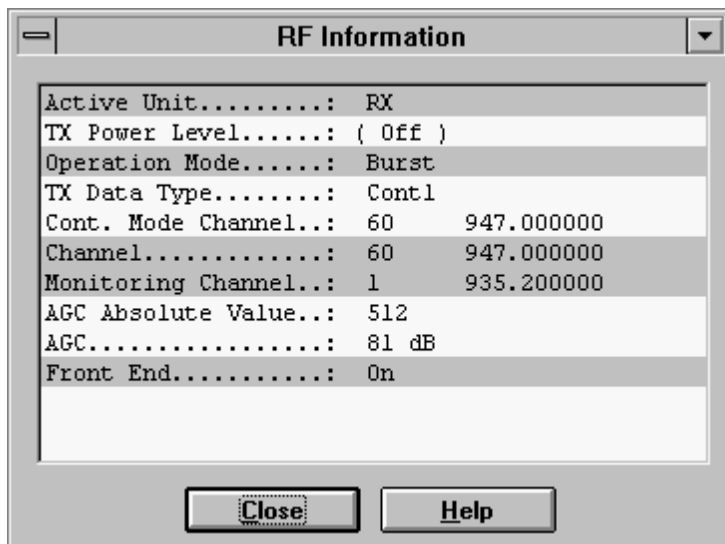 RF Information
Active Unit.........: RX
TX Power Level......: ( Off )
Operation Mode......: Burst
TX Data Type........: Cont1
Cont. Mode Channel..: 60 947.000000
Channel.............: 60 947.000000
Monitoring Channel..: 1 935.200000
AGC Absolute Value..: 512
AGC.................: 81 dB
Front End...........: On
Close Help